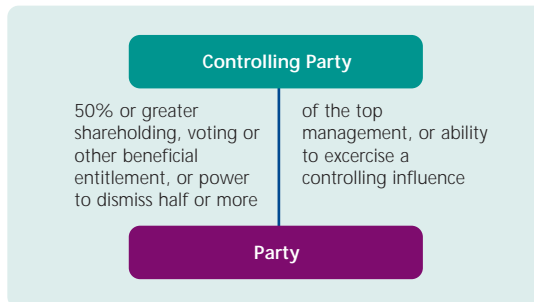 Controlling Party
50% or greater
shareholding, voting or
other beneficial
entitlement, or power
to dismiss half or more
of the top
management, or ability
to excercise a
controlling influence
Party